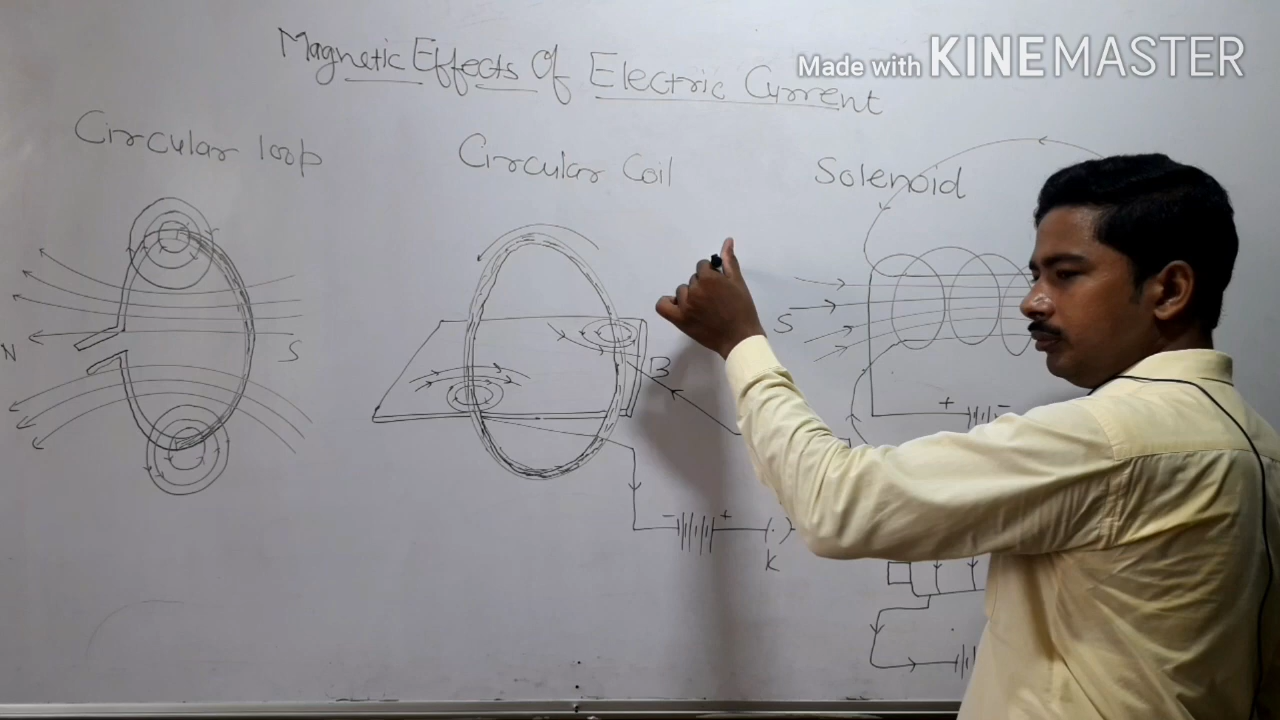 Made with KINEMASTER
Magnetic Effects Of Electric Current
Circular loop
Circular Coil
Solenoid
N
S
B
S
+
-
- +
K